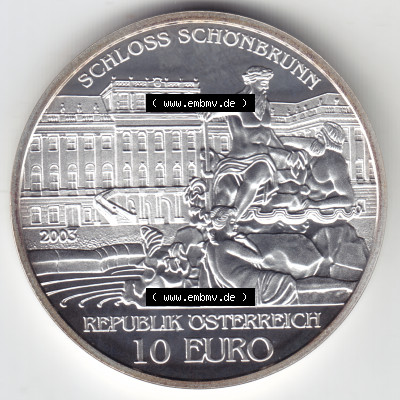 SCHLOSS SCHÖNBRUNN
( www.embmv.de )
2003
( www.embmv.de )
REPUBLIK ÖSTERREICH
10 EURO